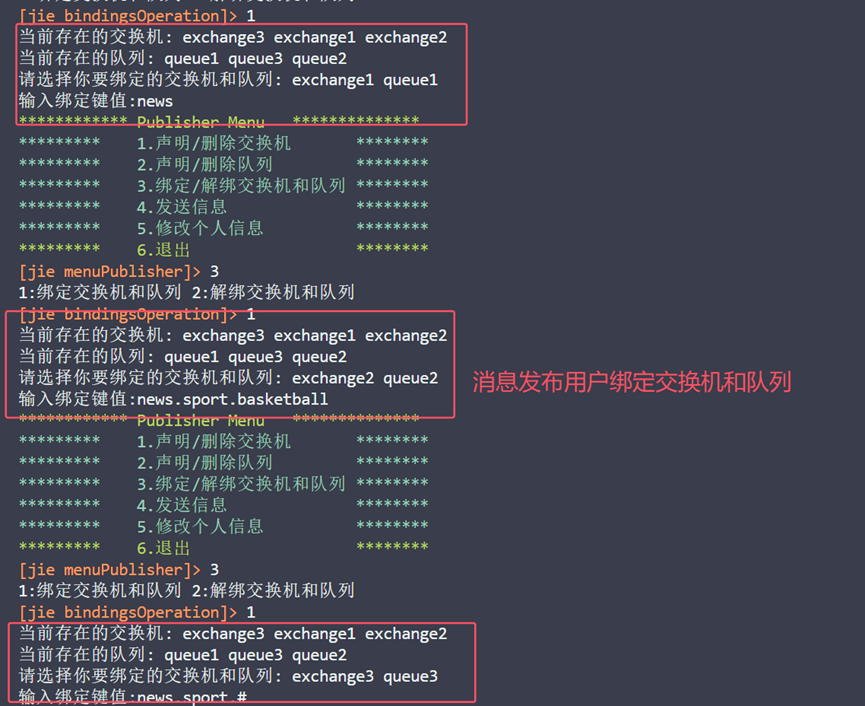 [jie bindingsOperation]> 1
当前存在的交换机: exchange3 exchange1 exchange2
当前存在的队列: queue1 queue3 queue2
请选择你要绑定的交换机和队列: exchange1 queue1
输入绑定键值:news
************ Publisher Menu   **************
*********    1.声明/删除交换机       ********
*********    2.声明/删除队列         ********
*********    3.绑定/解绑交换机和队列 ********
*********    4.发送信息              ********
*********    5.修改个人信息          ********
*********    6.退出                  ********
[jie menuPublisher]> 3
1:绑定交换机和队列 2:解绑交换机和队列
[jie bindingsOperation]> 1
当前存在的交换机: exchange3 exchange1 exchange2
当前存在的队列: queue1 queue3 queue2
请选择你要绑定的交换机和队列: exchange2 queue2
消息发布用户绑定交换机和队列
输入绑定键值:news.sport.basketball
************ Publisher Menu   **************
*********    1.声明/删除交换机       ********
*********    2.声明/删除队列         ********
*********    3.绑定/解绑交换机和队列 ********
*********    4.发送信息              ********
*********    5.修改个人信息          ********
*********    6.退出                  ********
[jie menuPublisher]> 3
1:绑定交换机和队列 2:解绑交换机和队列
[jie bindingsOperation]> 1
当前存在的交换机: exchange3 exchange1 exchange2
当前存在的队列: queue1 queue3 queue2
请选择你要绑定的交换机和队列: exchange3 queue3
输入绑定键值:news.sport.#